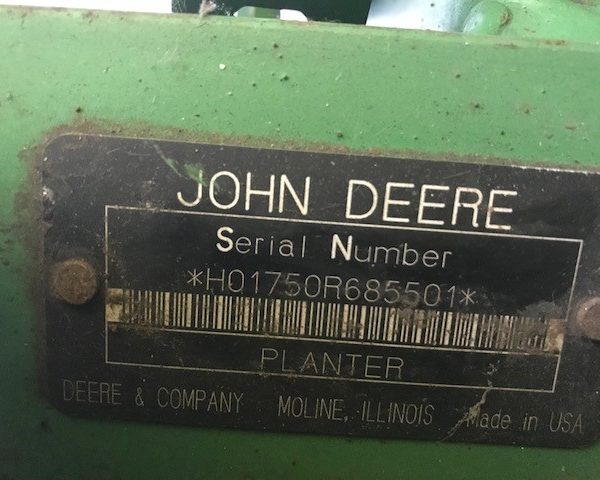 JOHN DEERE
Serial Number
*H01750R685501*
PLANTER
DEERE & COMPANY MOLINE, ILLINOIS Made in USA